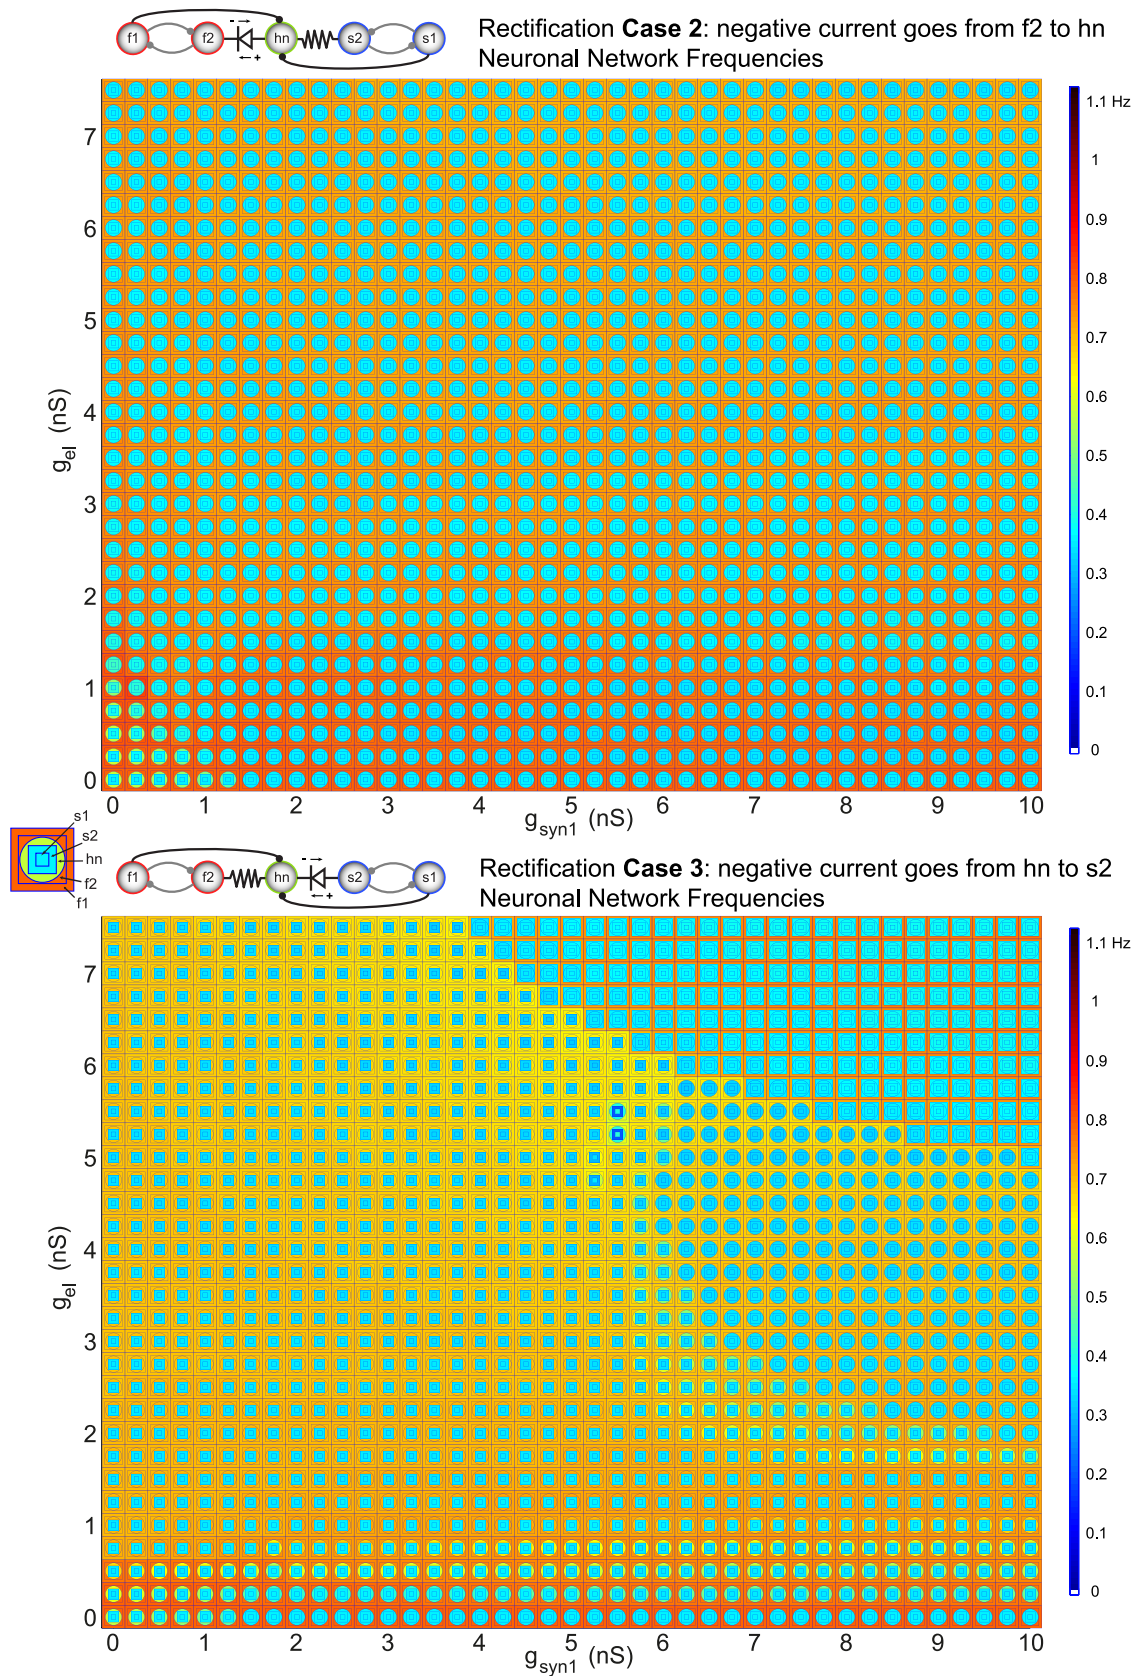 f1 f2 - → ← + hn s2 s1
Rectification Case 2: negative current goes from f2 to hn
Neuronal Network Frequencies
1.1 Hz
1
0.9
0.8
0.7
0.6
0.5
0.4
0.3
0.2
0.1
0
7
6
5
4
3
2
1
0
g_el (nS)
0 1 2 3 4 5 6 7 8 9 10
g_syn1 (nS)
s1
s2
hn
f2
f1
f1 f2 hn - → ← + s2 s1
Rectification Case 3: negative current goes from hn to s2
Neuronal Network Frequencies
1.1 Hz
1
0.9
0.8
0.7
0.6
0.5
0.4
0.3
0.2
0.1
0
7
6
5
4
3
2
1
0
g_el (nS)
0 1 2 3 4 5 6 7 8 9 10
g_syn1 (nS)